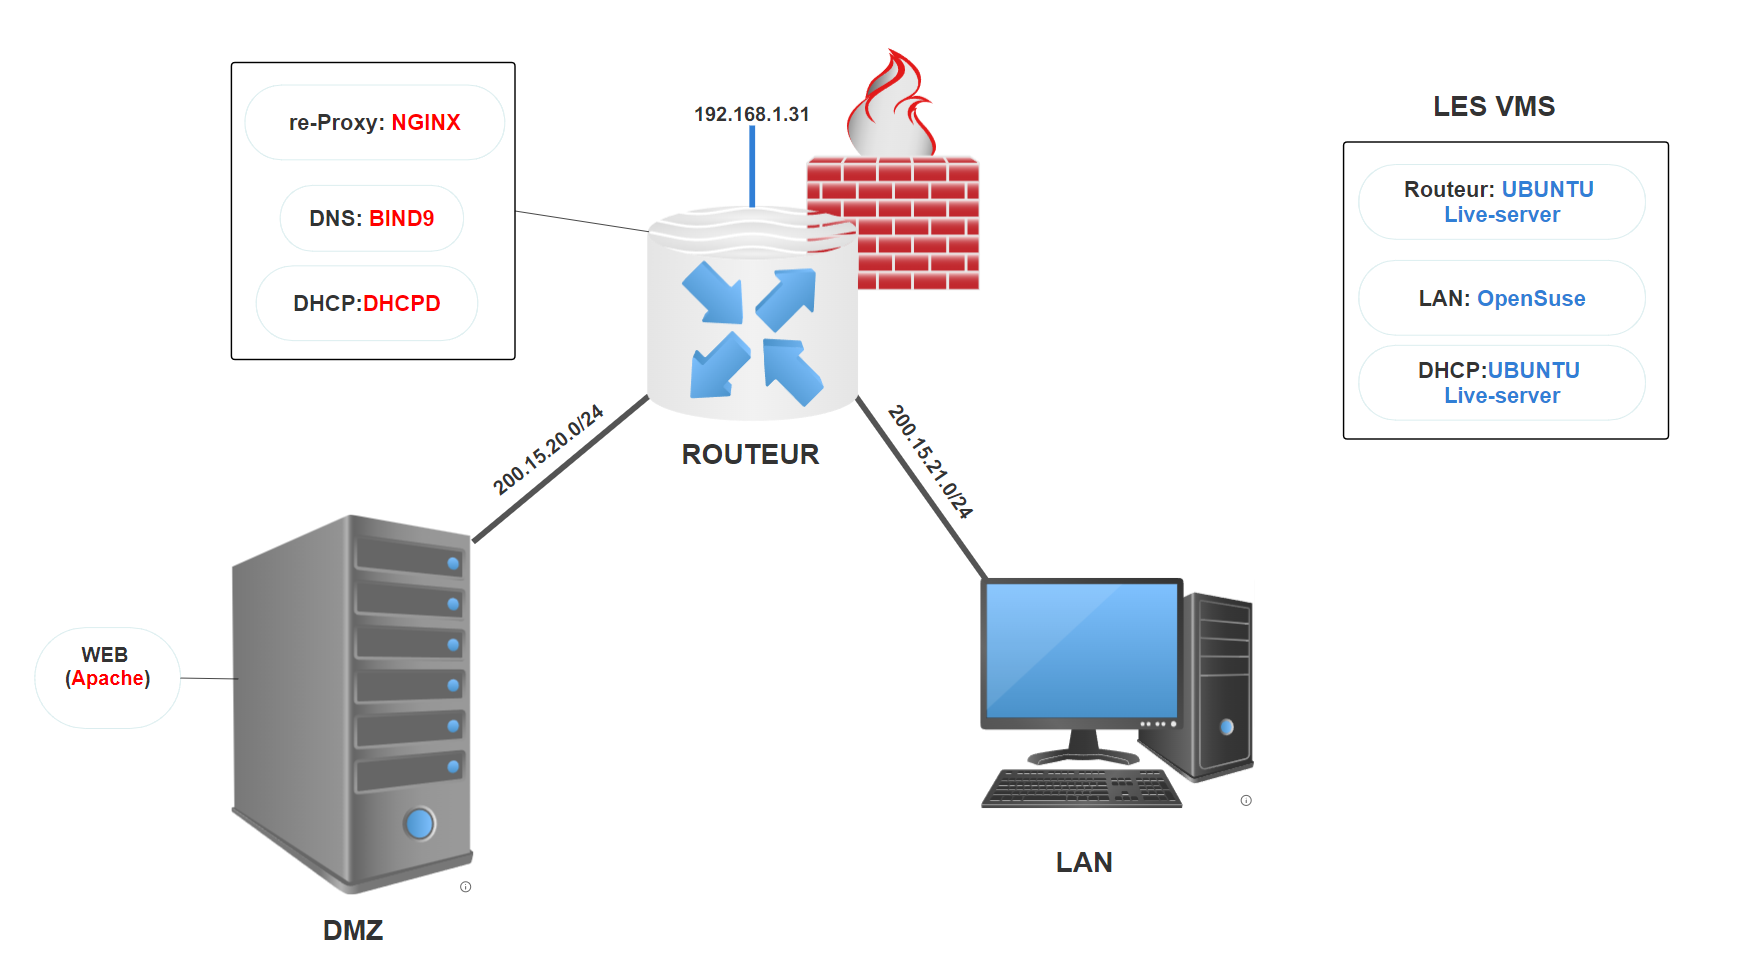 re-Proxy: NGINX
DNS: BIND9
DHCP:DHCPD
192.168.1.31
LES VMS
Routeur: UBUNTU
Live-server
LAN: OpenSuse
DHCP:UBUNTU
Live-server
ROUTEUR
200.15.20.0/24
200.15.21.0/24
WEB
(Apache)
DMZ
LAN